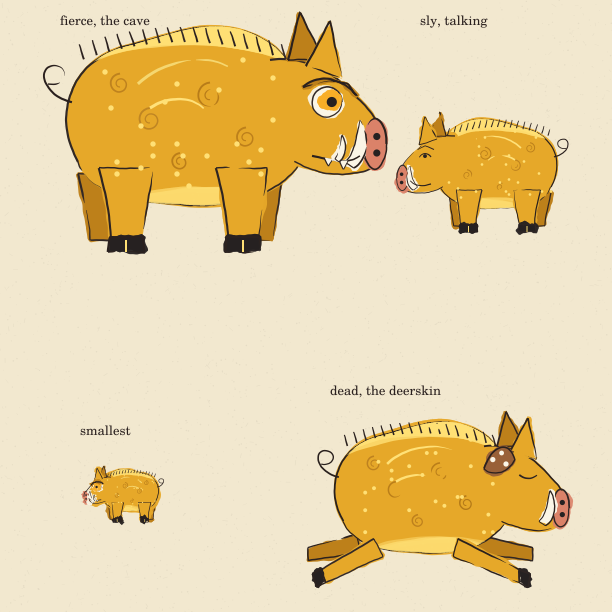 fierce, the cave
sly, talking
dead, the deerskin
smallest